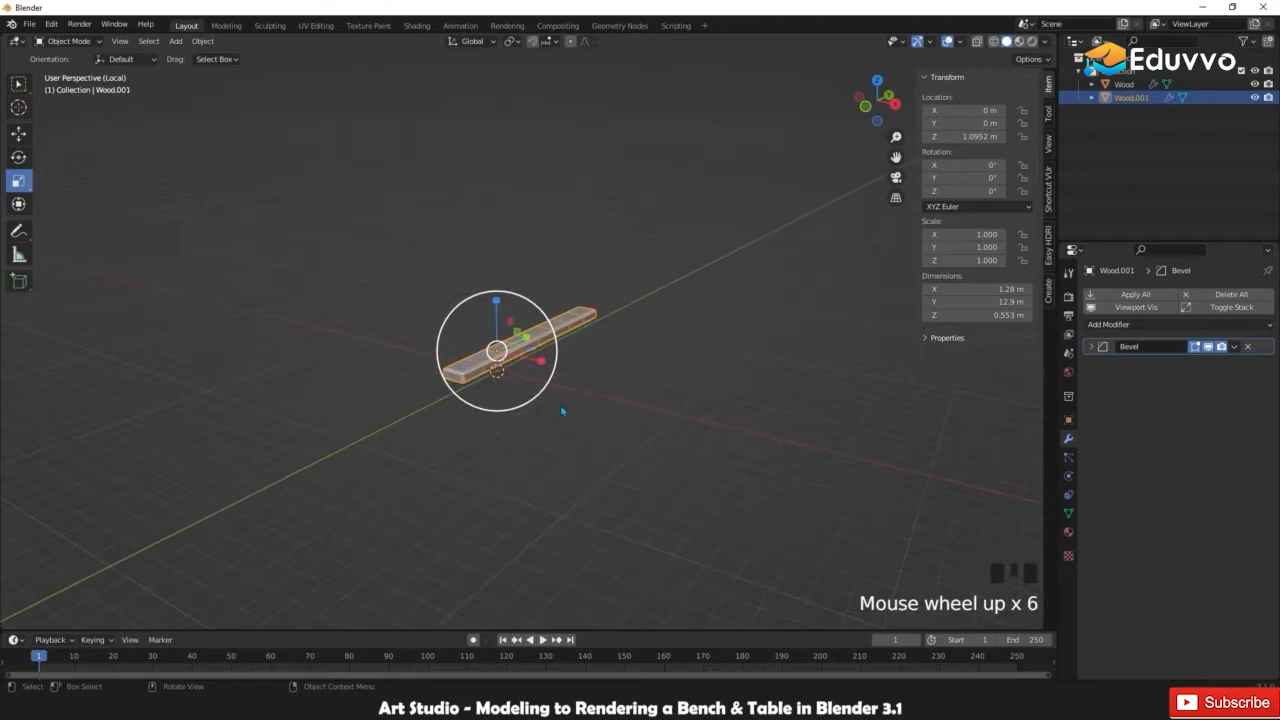 Blender
File Edit Render Window Help Layout Modeling Sculpting UV Editing Texture Paint Shading Animation Rendering Compositing Geometry Nodes Scripting + Scene ViewLayer
Object Mode View Select Add Object Global
Orientation: Default Drag: Select Box Options
Eduvvo
User Perspective (Local)
(1) Collection | Wood.001
Wood
Wood.001
Transform
Location:
X 0 m
Y 0 m
Z 1.0952 m
Rotation:
X 0°
Y 0°
Z 0°
XYZ Euler
Scale:
X 1.000
Y 1.000
Z 1.000
Dimensions:
X 1.28 m
Y 12.9 m
Z 0.553 m
Properties
Item
Tool
View
Shortcut VUr
Easy HDRI
Create
Z
Y
X
Wood.001 > Bevel
Apply All Delete All
Viewport Vis Toggle Stack
Add Modifier
Bevel
Mouse wheel up x 6
Playback Keying View Marker 1 Start 1 End 250
1 10 20 30 40 50 60 70 80 90 100 110 120 130 140 150 160 170 180 190 200 210 220 230 240 250
Select Box Select Rotate View Object Context Menu
Art Studio - Modeling to Rendering a Bench & Table in Blender 3.1
Subscribe